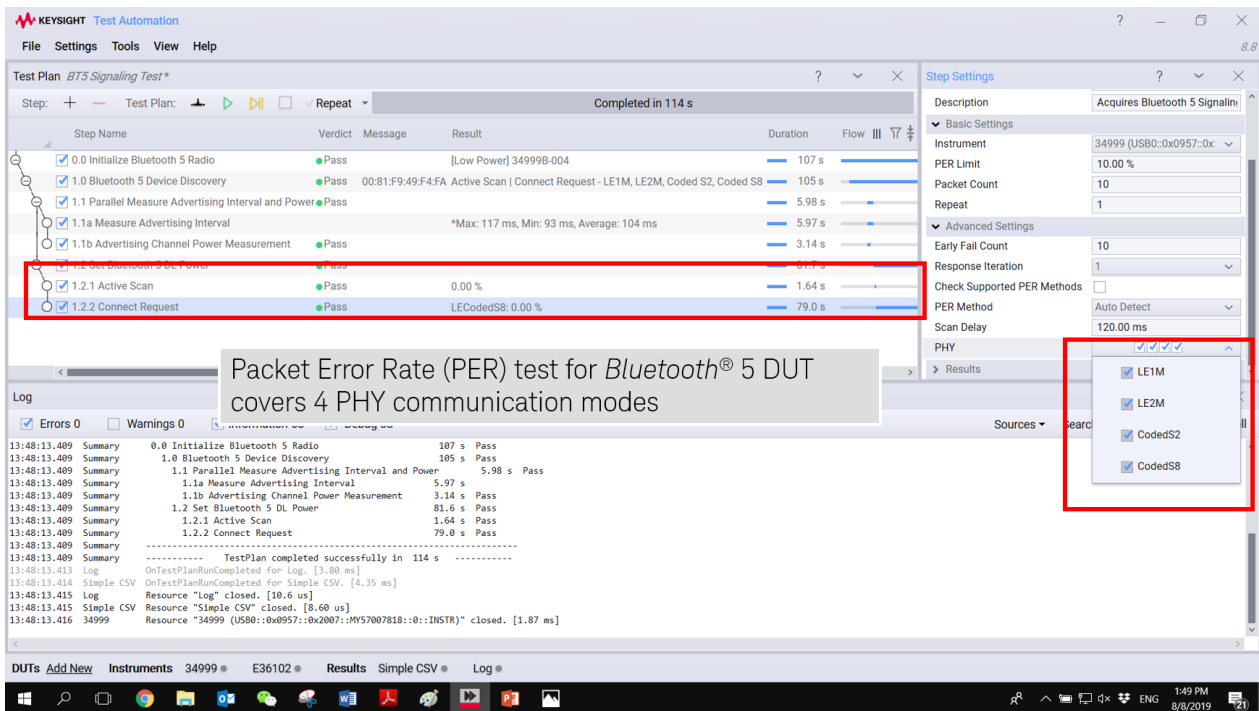 KEYSIGHT Test Automation
File Settings Tools View Help
8.8
Test Plan BT5 Signaling Test*
Step: Test Plan: Repeat Completed in 114 s
Step Name Verdict Message Result Duration Flow
0.0 Initialize Bluetooth 5 Radio Pass [Low Power] 34999B-004 107 s
1.0 Bluetooth 5 Device Discovery Pass 00:81:F9:49:F4:FA Active Scan | Connect Request - LE1M, LE2M, Coded S2, Coded S8 105 s
1.1 Parallel Measure Advertising Interval and Power Pass 5.98 s
1.1a Measure Advertising Interval *Max: 117 ms, Min: 93 ms, Average: 104 ms 5.97 s
1.1b Advertising Channel Power Measurement Pass 3.14 s
1.2 Set Bluetooth 5 DL Power Pass 81.7 s
1.2.1 Active Scan Pass 0.00 % 1.64 s
1.2.2 Connect Request Pass LECodedS8: 0.00 % 79.0 s
Step Settings
Description Acquires Bluetooth 5 Signaling
Basic Settings
Instrument 34999 (USB0::0x0957::0x
PER Limit 10.00 %
Packet Count 10
Repeat 1
Advanced Settings
Early Fail Count 10
Response Iteration 1
Check Supported PER Methods
PER Method Auto Detect
Scan Delay 120.00 ms
PHY
Results
LE1M
LE2M
CodedS2
CodedS8
Packet Error Rate (PER) test for Bluetooth® 5 DUT
covers 4 PHY communication modes
Log
Errors 0 Warnings 0 Sources
13:48:13.409 Summary 0.0 Initialize Bluetooth 5 Radio 107 s Pass
13:48:13.409 Summary 1.0 Bluetooth 5 Device Discovery 105 s Pass
13:48:13.409 Summary 1.1 Parallel Measure Advertising Interval and Power 5.98 s Pass
13:48:13.409 Summary 1.1a Measure Advertising Interval 5.97 s
13:48:13.409 Summary 1.1b Advertising Channel Power Measurement 3.14 s Pass
13:48:13.409 Summary 1.2 Set Bluetooth 5 DL Power 81.6 s Pass
13:48:13.409 Summary 1.2.1 Active Scan 1.64 s Pass
13:48:13.409 Summary 1.2.2 Connect Request 79.0 s Pass
13:48:13.409 Summary ----------------------------------------------------------------------
13:48:13.409 Summary ----------- TestPlan completed successfully in 114 s -----------
13:48:13.413 Log OnTestPlanRunCompleted for Log. [3.80 ms]
13:48:13.414 Simple CSV OnTestPlanRunCompleted for Simple CSV. [4.35 ms]
13:48:13.415 Log Resource "Log" closed. [10.6 us]
13:48:13.415 Simple CSV Resource "Simple CSV" closed. [8.60 us]
13:48:13.416 34999 Resource "34999 (USB0::0x0957::0x2007::MY57007818::0::INSTR)" closed. [1.87 ms]
DUTs Add New Instruments 34999 E36102 Results Simple CSV Log
ENG 1:49 PM
8/8/2019
21